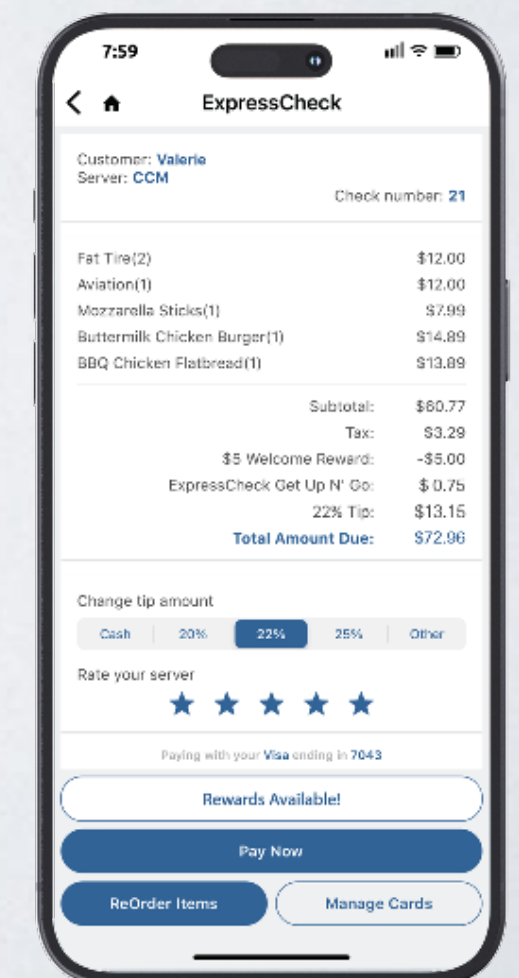 7:59
ExpressCheck
Customer: Valerie
Server: CCM
Check number: 21
Fat Tire(2) $12.00
Aviation(1) $12.00
Mozzarella Sticks(1) $7.99
Buttermilk Chicken Burger(1) $14.89
BBQ Chicken Flatbread(1) $13.89
Subtotal: $60.77
Tax: $3.29
$5 Welcome Reward: -$5.00
ExpressCheck Get Up N' Go: $ 0.75
22% Tip: $13.15
Total Amount Due: $72.96
Change tip amount
Cash 20% 22% 25% Other
Rate your server
Paying with your Visa ending in 7043
Rewards Available!
Pay Now
ReOrder Items Manage Cards